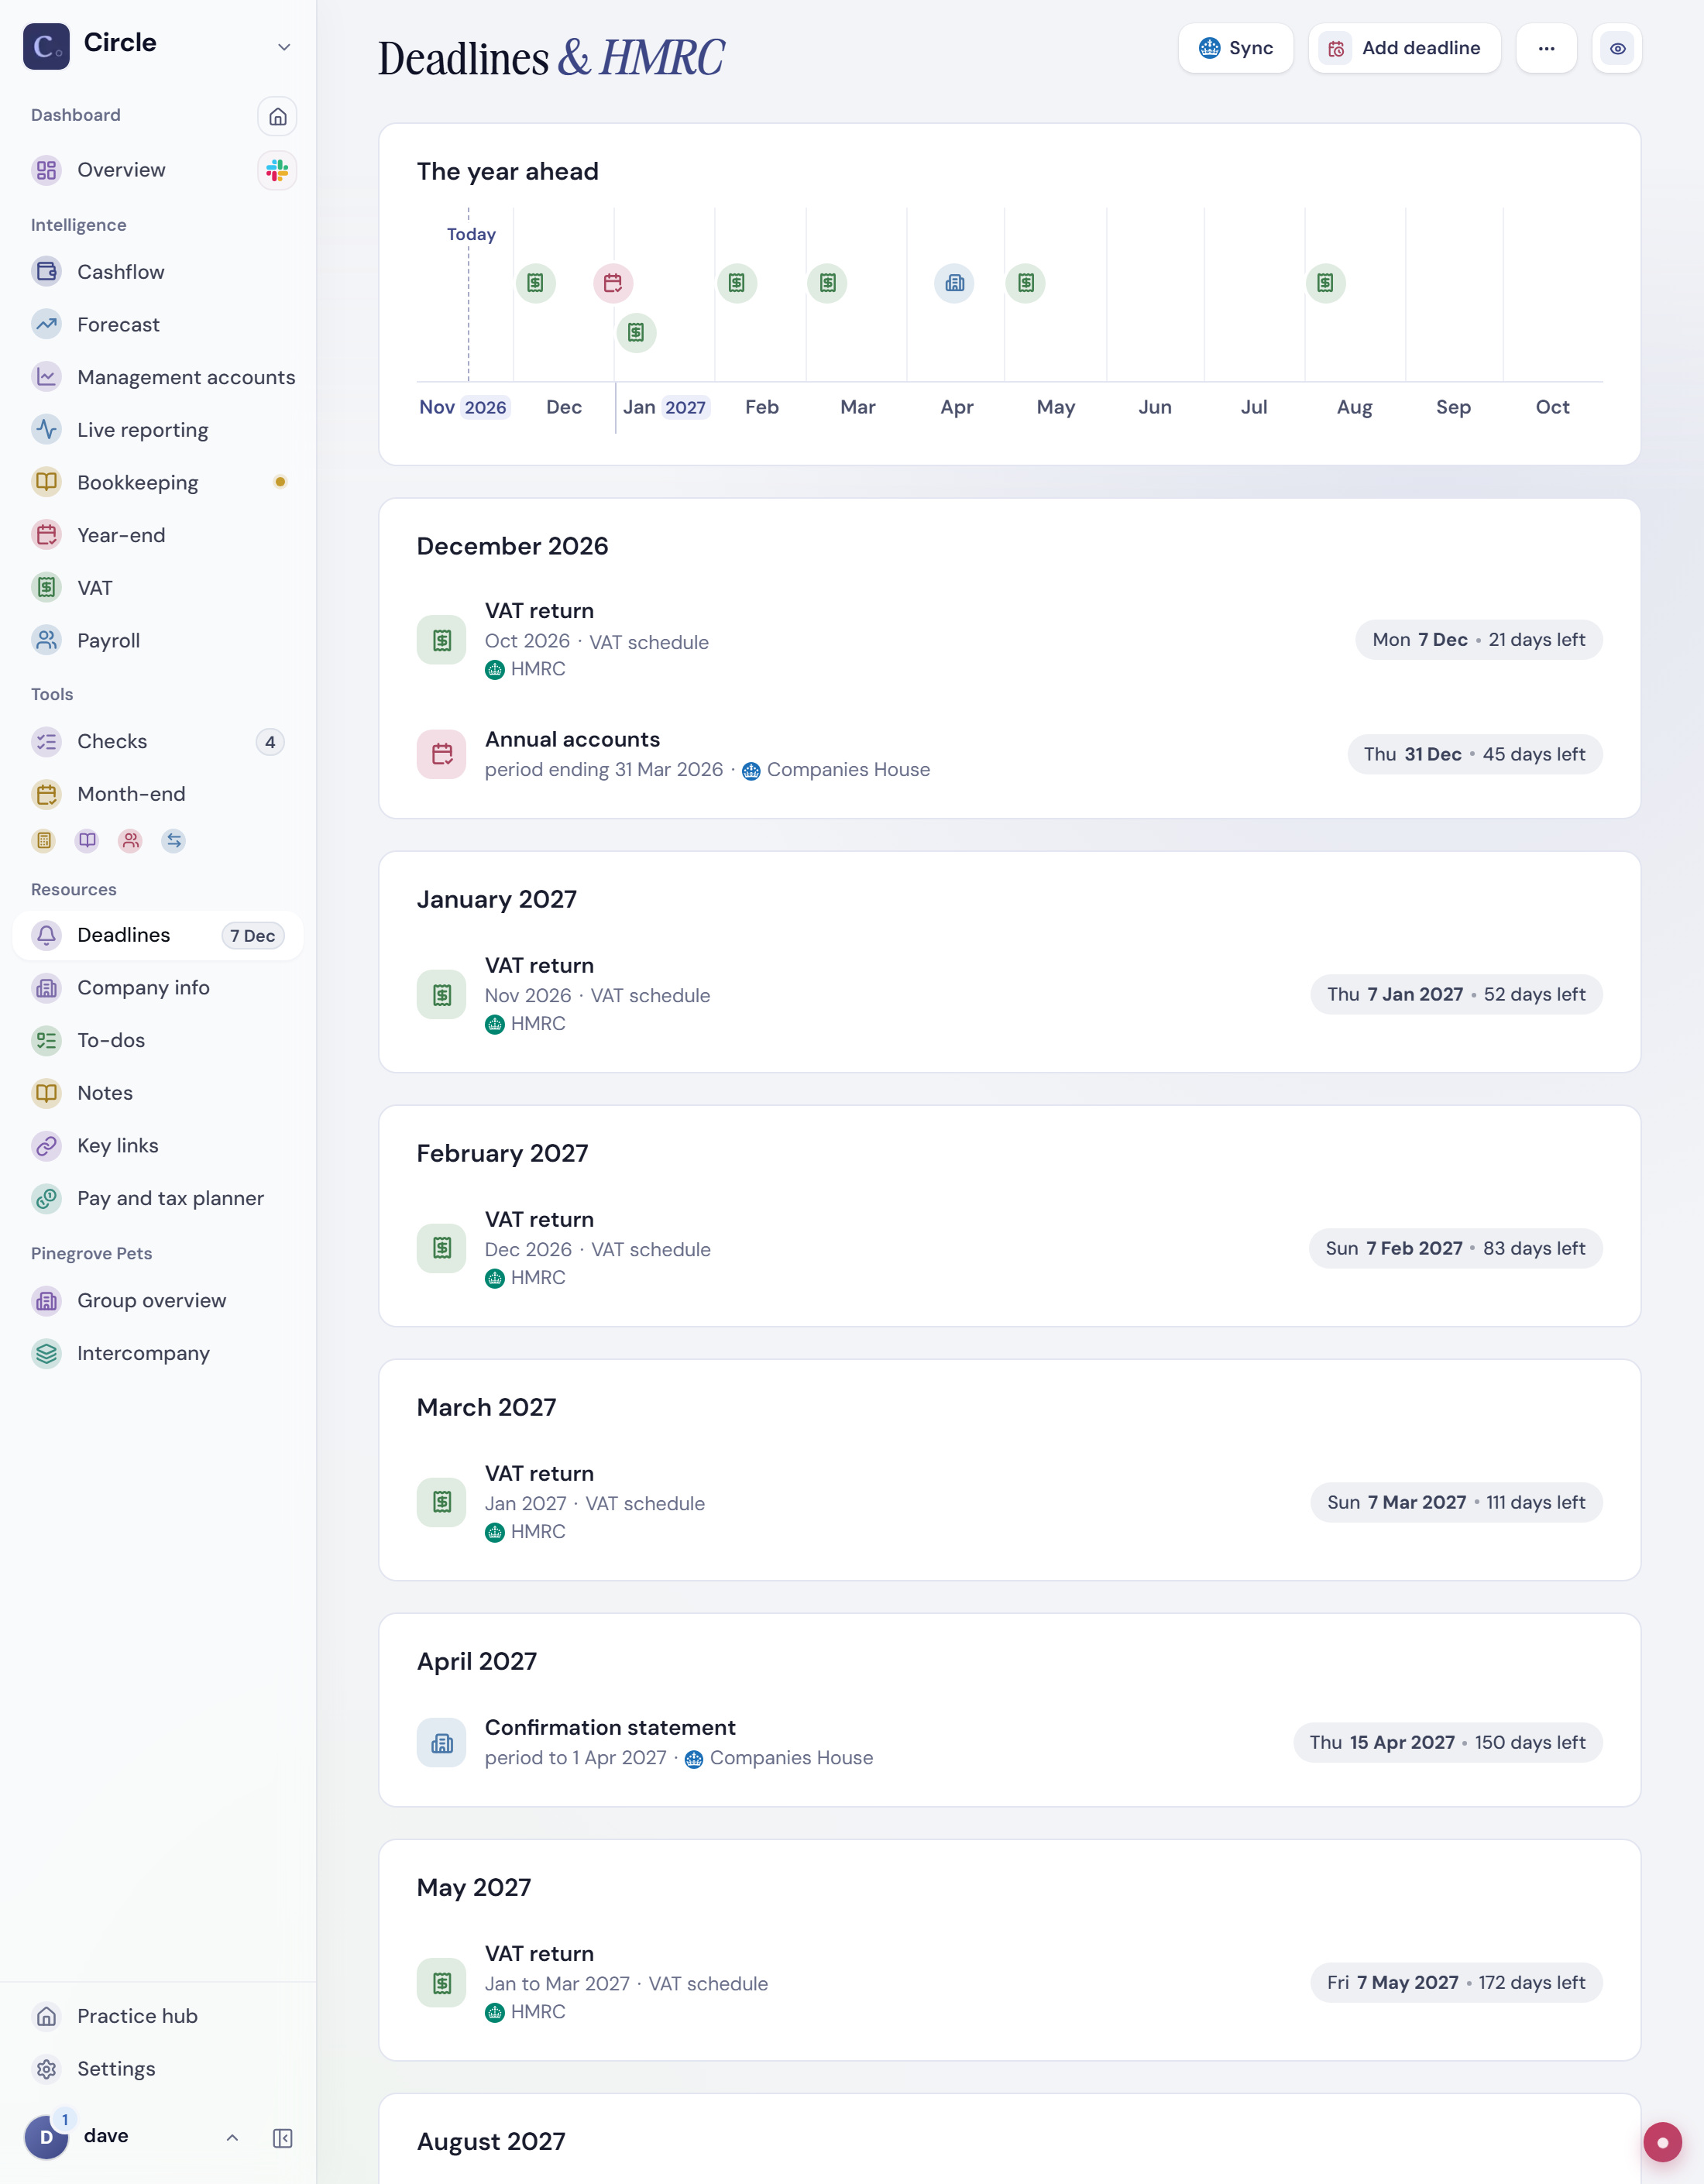 C
Circle
Dashboard
Overview
Intelligence
Cashflow
Forecast
Management accounts
Live reporting
Bookkeeping
Year-end
VAT
Payroll
Tools
Checks 4
Month-end
Resources
Deadlines 7 Dec
Company info
To-dos
Notes
Key links
Pay and tax planner
Pinegrove Pets
Group overview
Intercompany
Practice hub
Settings
D 1 dave
Deadlines & HMRC
Sync
Add deadline
The year ahead
Today
Nov 2026 Dec Jan 2027 Feb Mar Apr May Jun Jul Aug Sep Oct
December 2026
VAT return
Oct 2026 · VAT schedule
HMRC
Mon 7 Dec • 21 days left
Annual accounts
period ending 31 Mar 2026 · Companies House
Thu 31 Dec • 45 days left
January 2027
VAT return
Nov 2026 · VAT schedule
HMRC
Thu 7 Jan 2027 • 52 days left
February 2027
VAT return
Dec 2026 · VAT schedule
HMRC
Sun 7 Feb 2027 • 83 days left
March 2027
VAT return
Jan 2027 · VAT schedule
HMRC
Sun 7 Mar 2027 • 111 days left
April 2027
Confirmation statement
period to 1 Apr 2027 · Companies House
Thu 15 Apr 2027 • 150 days left
May 2027
VAT return
Jan to Mar 2027 · VAT schedule
HMRC
Fri 7 May 2027 • 172 days left
August 2027